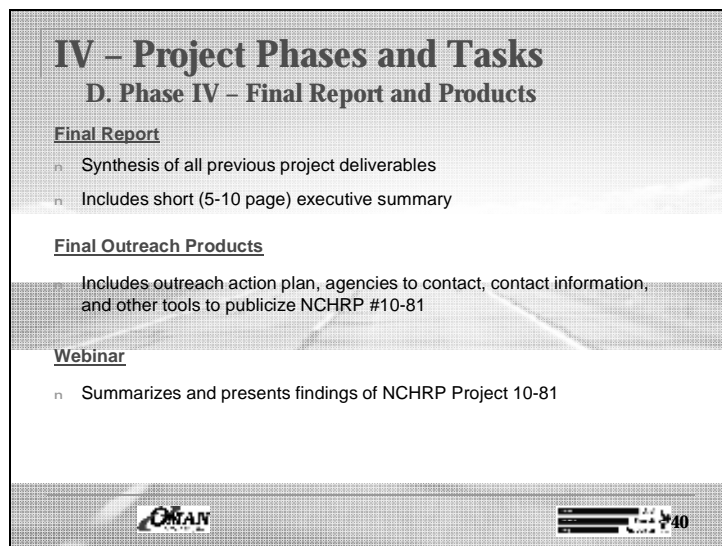 IV – Project Phases and Tasks
D. Phase IV – Final Report and Products
Final Report
n Synthesis of all previous project deliverables
n Includes short (5-10 page) executive summary
Final Outreach Products
n Includes outreach action plan, agencies to contact, contact information,
and other tools to publicize NCHRP #10-81
Webinar
n Summarizes and presents findings of NCHRP Project 10-81
OMAN
40